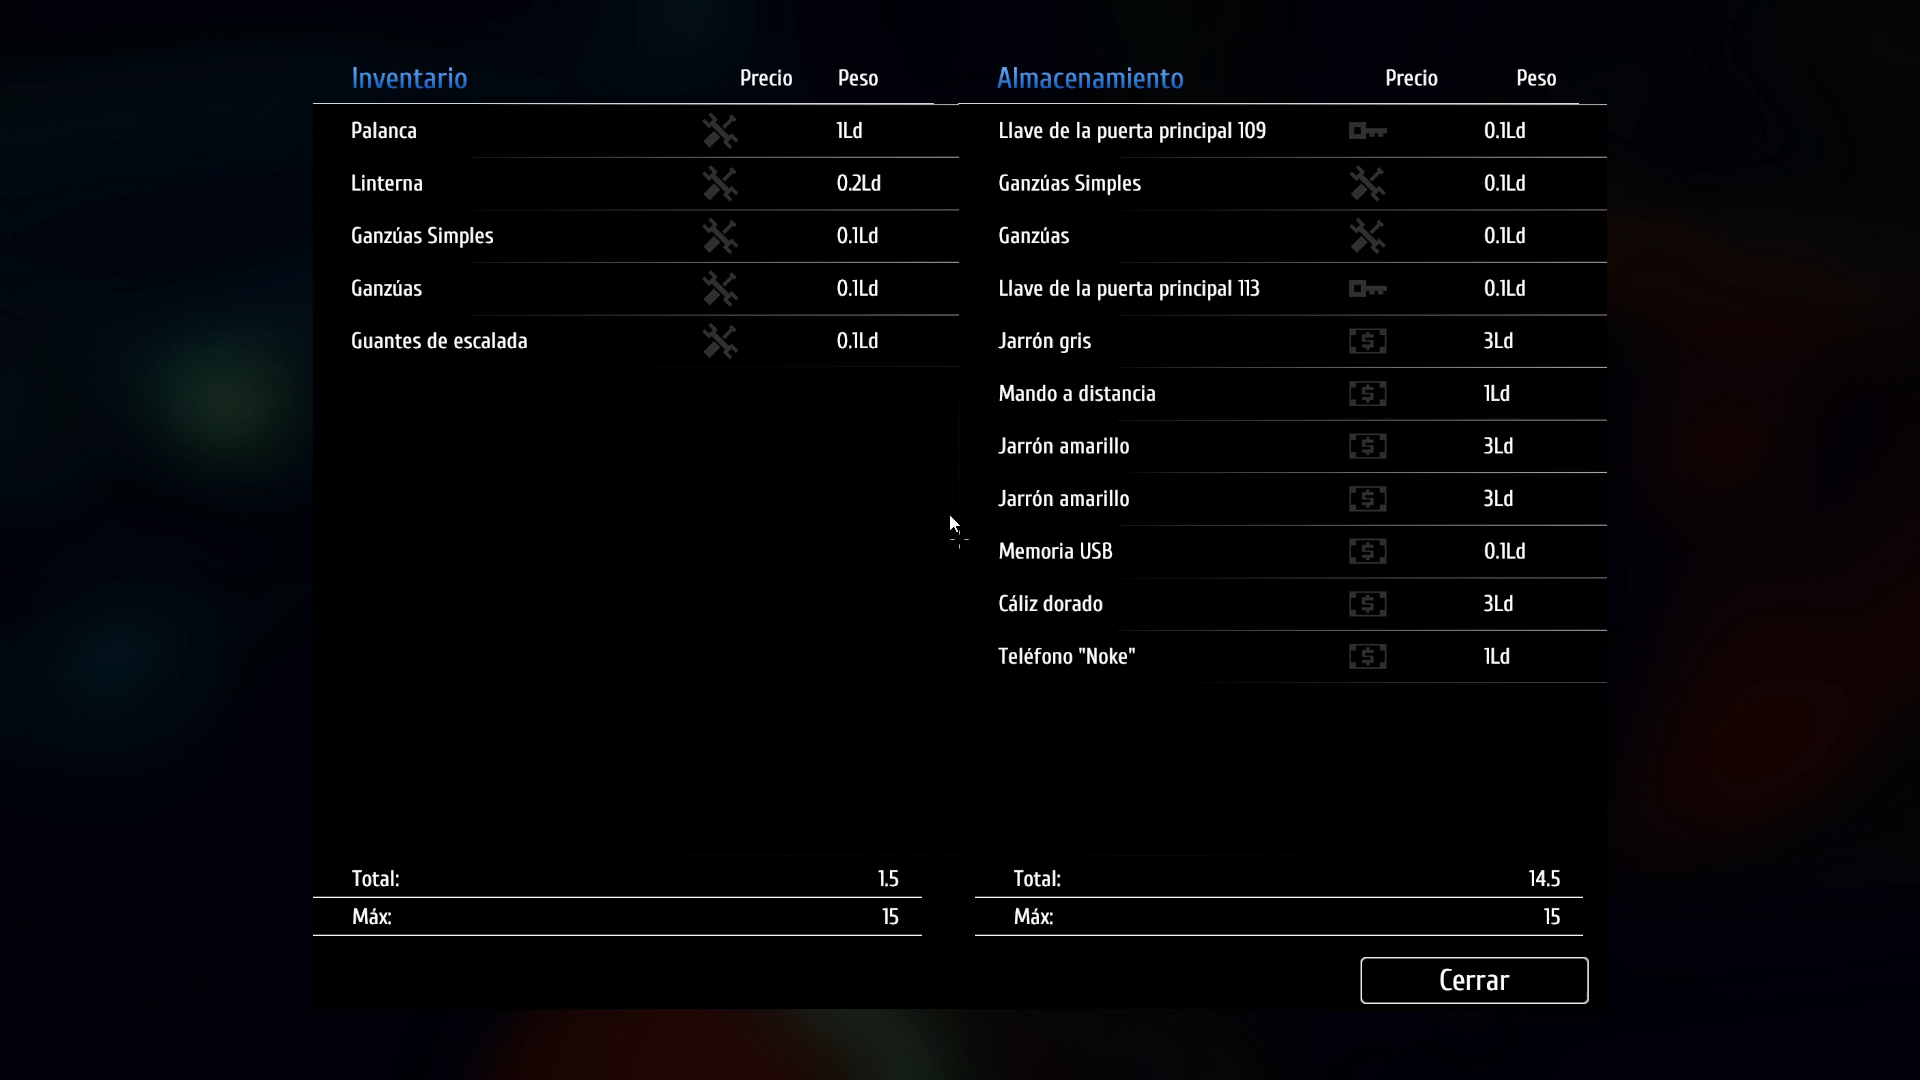 Inventario Precio Peso
Palanca 1Ld
Linterna 0.2Ld
Ganzúas Simples 0.1Ld
Ganzúas 0.1Ld
Guantes de escalada 0.1Ld
Total: 1.5
Máx: 15
Almacenamiento Precio Peso
Llave de la puerta principal 109 0.1Ld
Ganzúas Simples 0.1Ld
Ganzúas 0.1Ld
Llave de la puerta principal 113 0.1Ld
Jarrón gris 3Ld
Mando a distancia 1Ld
Jarrón amarillo 3Ld
Jarrón amarillo 3Ld
Memoria USB 0.1Ld
Cáliz dorado 3Ld
Teléfono "Noke" 1Ld
Total: 14.5
Máx: 15
Cerrar